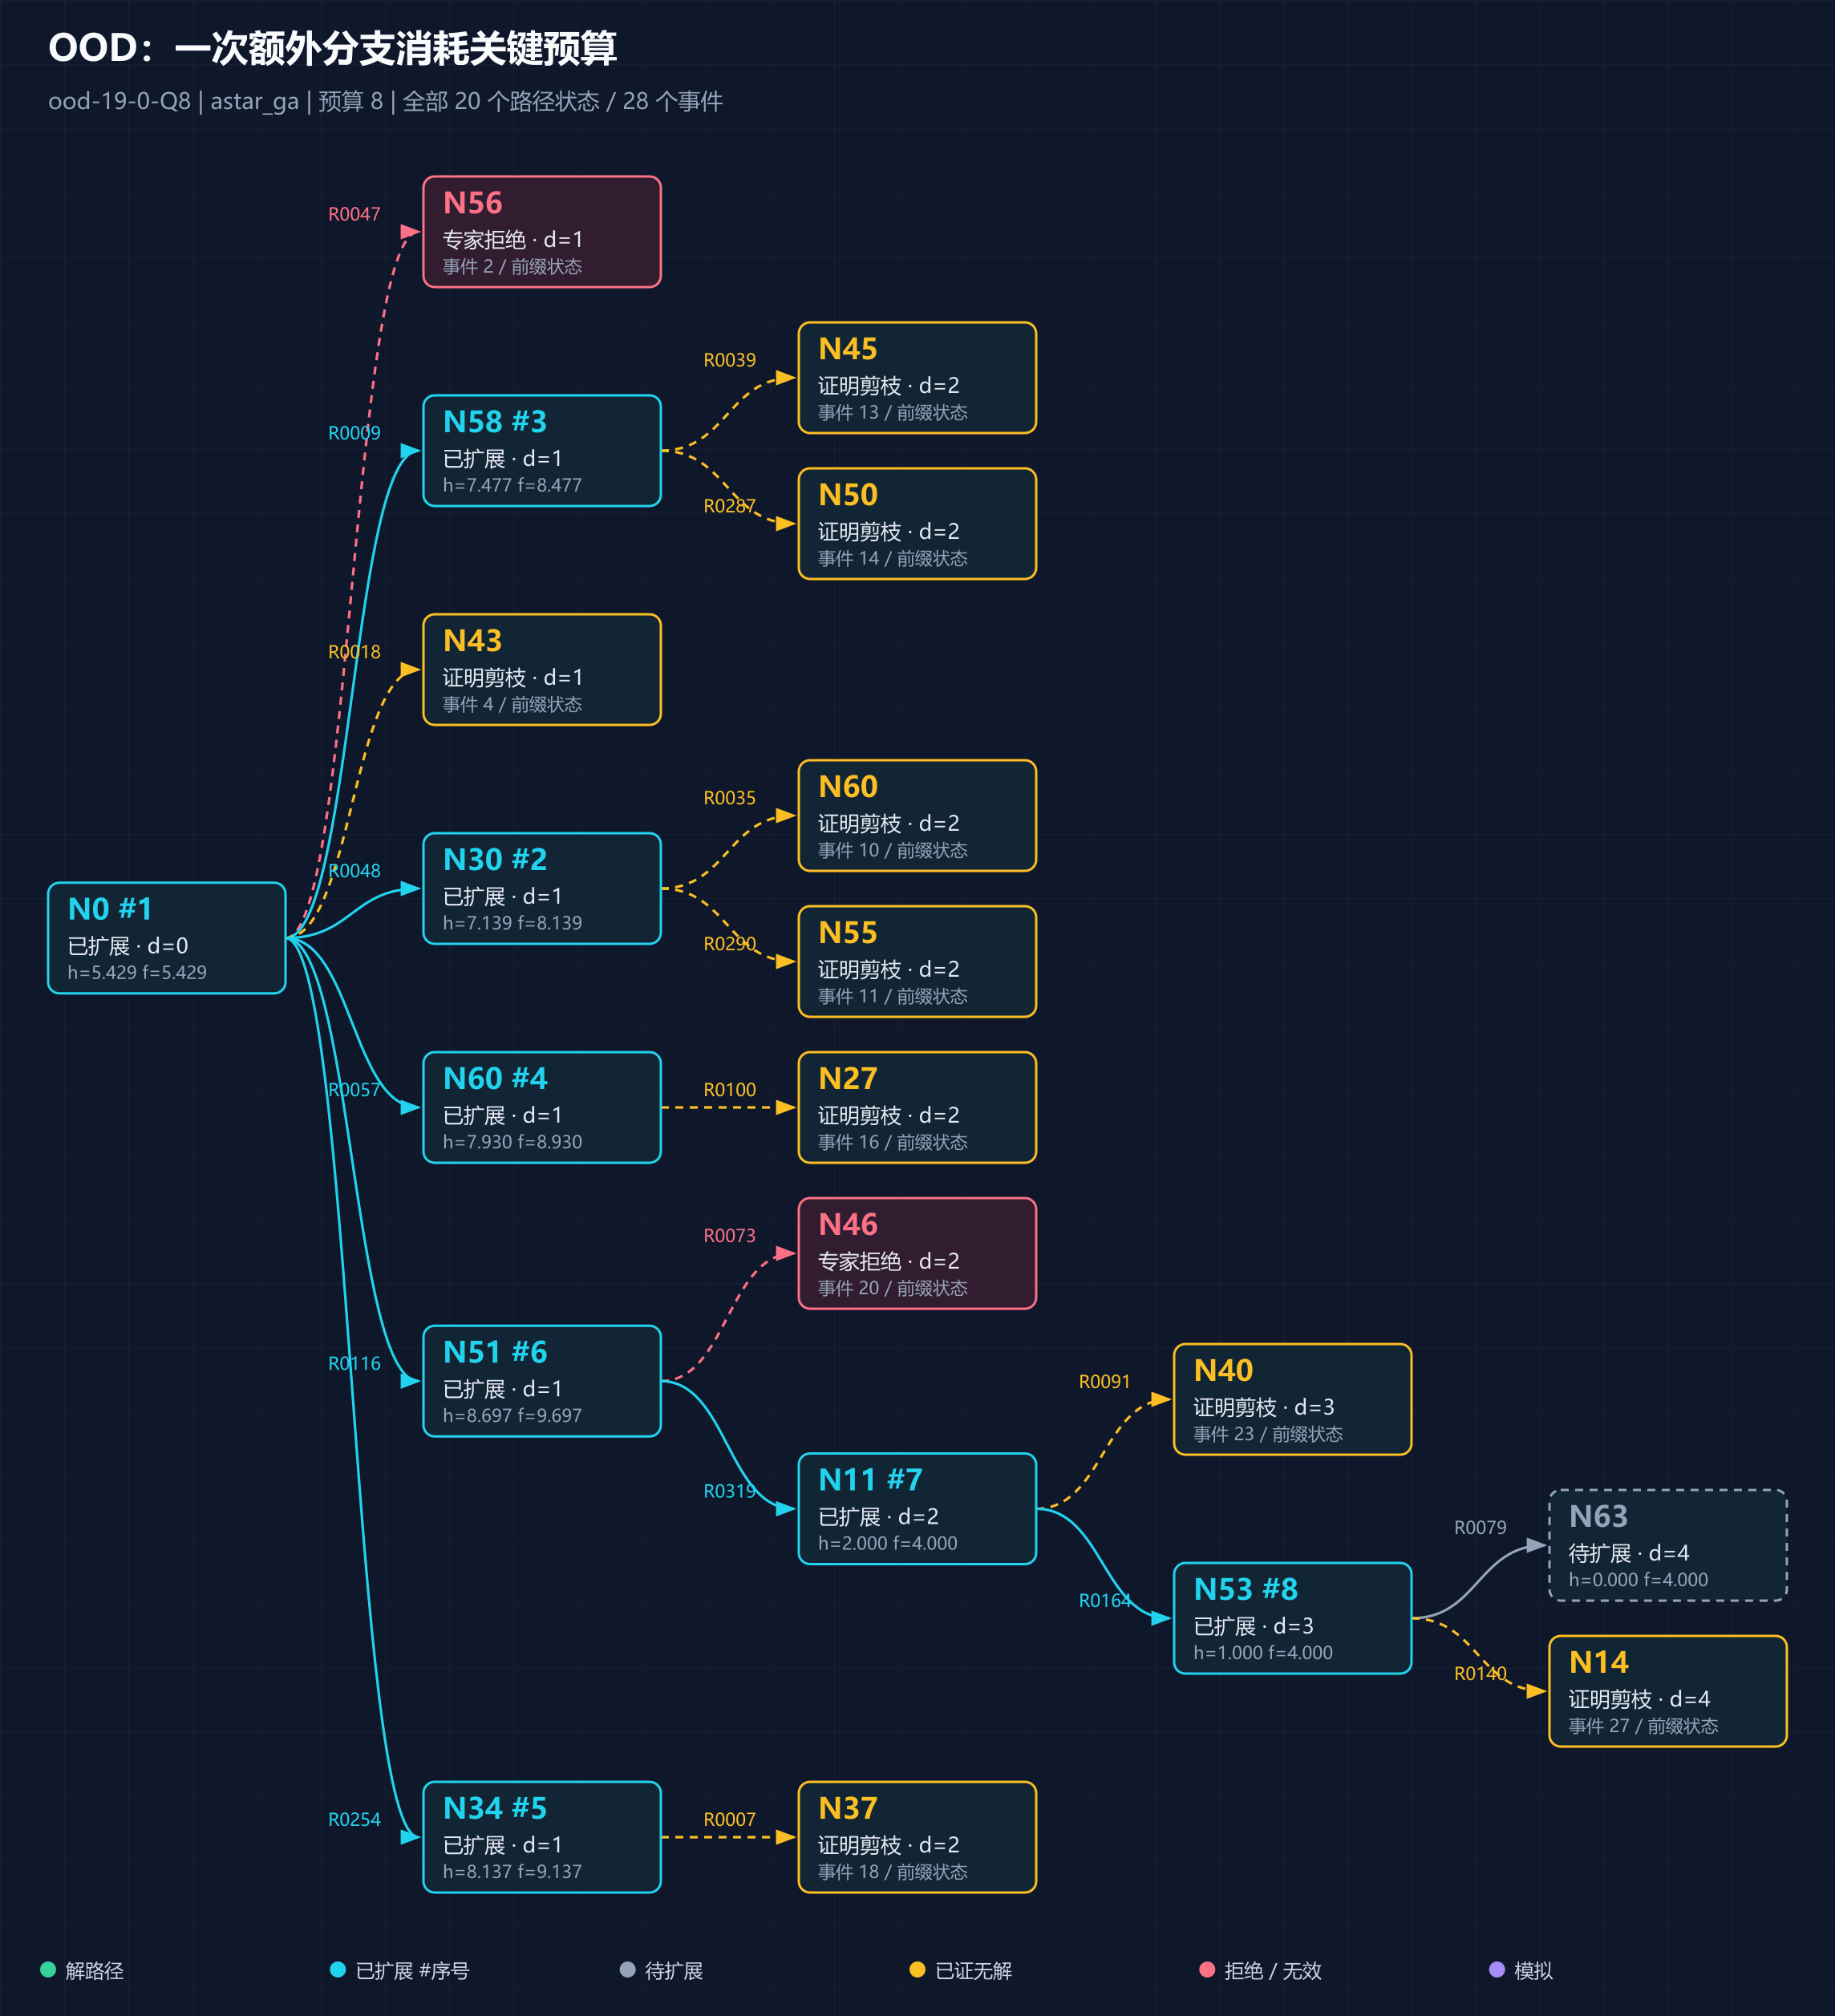 OOD：一次额外分支消耗关键预算
ood-19-0-Q8 | astar_ga | 预算 8 | 全部 20 个路径状态 / 28 个事件
R0047
N56
专家拒绝 · d=1
事件 2 / 前缀状态
R0039
N45
证明剪枝 · d=2
事件 13 / 前缀状态
R0009
N58 #3
已扩展 · d=1
h=7.477 f=8.477
R0287
N50
证明剪枝 · d=2
事件 14 / 前缀状态
R0018
N43
证明剪枝 · d=1
事件 4 / 前缀状态
R0035
N60
证明剪枝 · d=2
事件 10 / 前缀状态
R0048
N30 #2
已扩展 · d=1
h=7.139 f=8.139
N0 #1
已扩展 · d=0
h=5.429 f=5.429
R0290
N55
证明剪枝 · d=2
事件 11 / 前缀状态
R0057
N60 #4
已扩展 · d=1
h=7.930 f=8.930
R0100
N27
证明剪枝 · d=2
事件 16 / 前缀状态
R0073
N46
专家拒绝 · d=2
事件 20 / 前缀状态
R0116
N51 #6
已扩展 · d=1
h=8.697 f=9.697
R0091
N40
证明剪枝 · d=3
事件 23 / 前缀状态
R0319
N11 #7
已扩展 · d=2
h=2.000 f=4.000
R0079
N63
待扩展 · d=4
h=0.000 f=4.000
R0164
N53 #8
已扩展 · d=3
h=1.000 f=4.000
R0140
N14
证明剪枝 · d=4
事件 27 / 前缀状态
R0254
N34 #5
已扩展 · d=1
h=8.137 f=9.137
R0007
N37
证明剪枝 · d=2
事件 18 / 前缀状态
解路径
已扩展 #序号
待扩展
已证无解
拒绝 / 无效
模拟